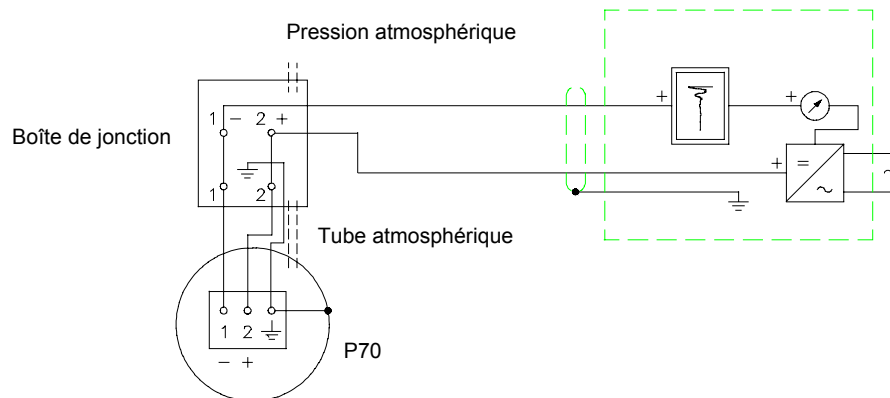 Pression atmosphérique
1 - 2 +
+
+
Boîte de jonction
+
=
~
~
1 2
Tube atmosphérique
1 2
- +
P70